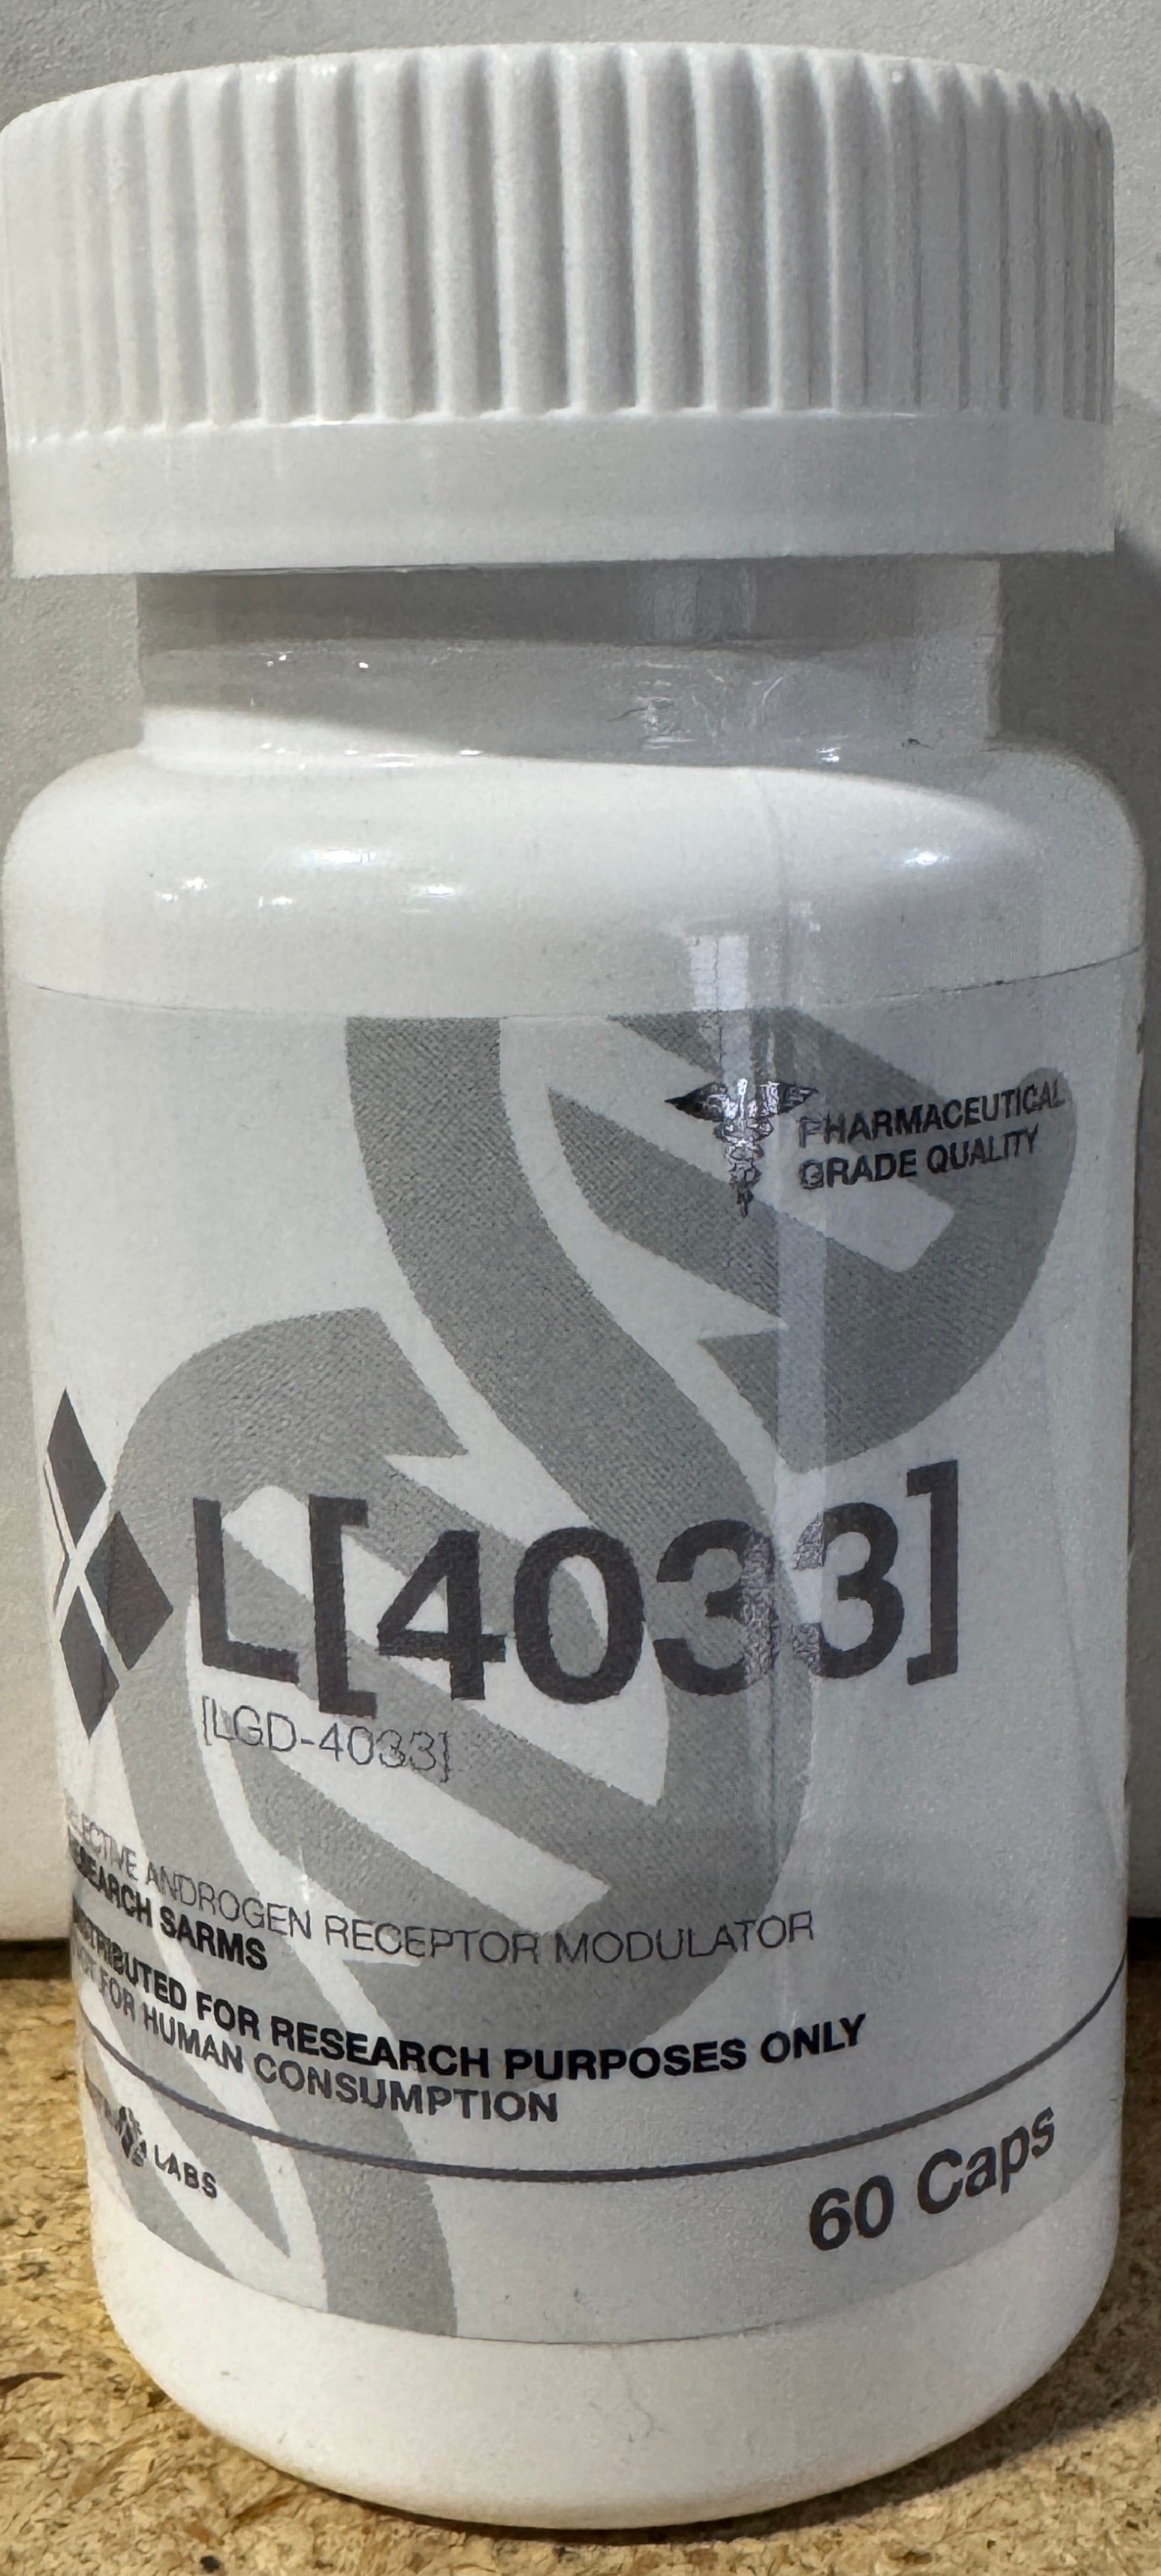 PHARMACEUTICAL
GRADE QUALITY
L[4033]
[LGD-4033]
ANDROGEN RECEPTOR MODULATOR
SARMS
FOR RESEARCH PURPOSES ONLY
FOR HUMAN CONSUMPTION
LABS
60 Caps